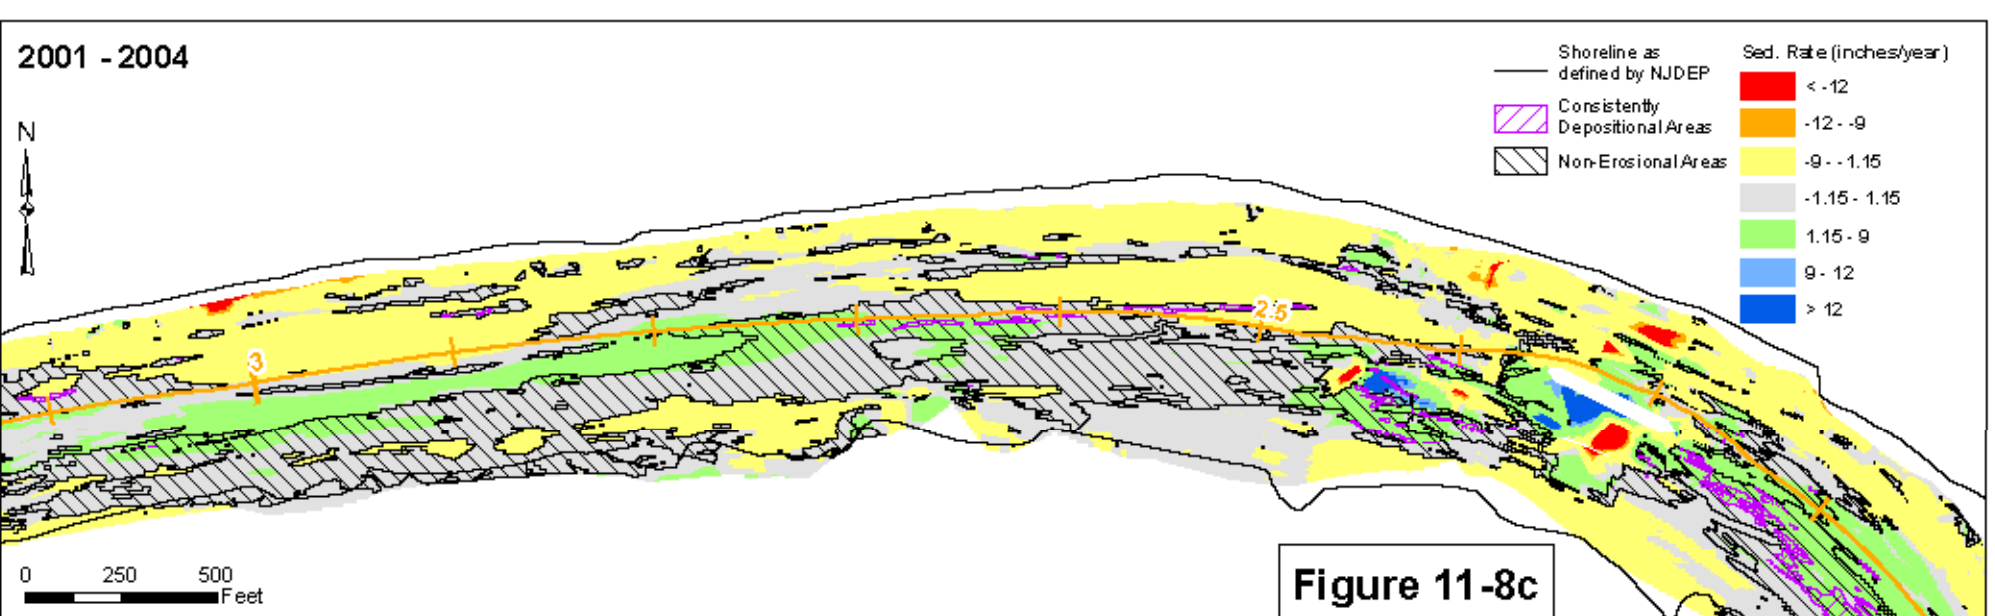 2001 - 2004
N
Shoreline as
defined by NJDEP
Consistently
Depositional Areas
Non-Erosional Areas
Sed. Rate (inches/year)
< -12
-12 - -9
-9 - -1.15
-1.15 - 1.15
1.15 - 9
9 - 12
> 12
2.5
3
0 250 500
Feet
Figure 11-8c